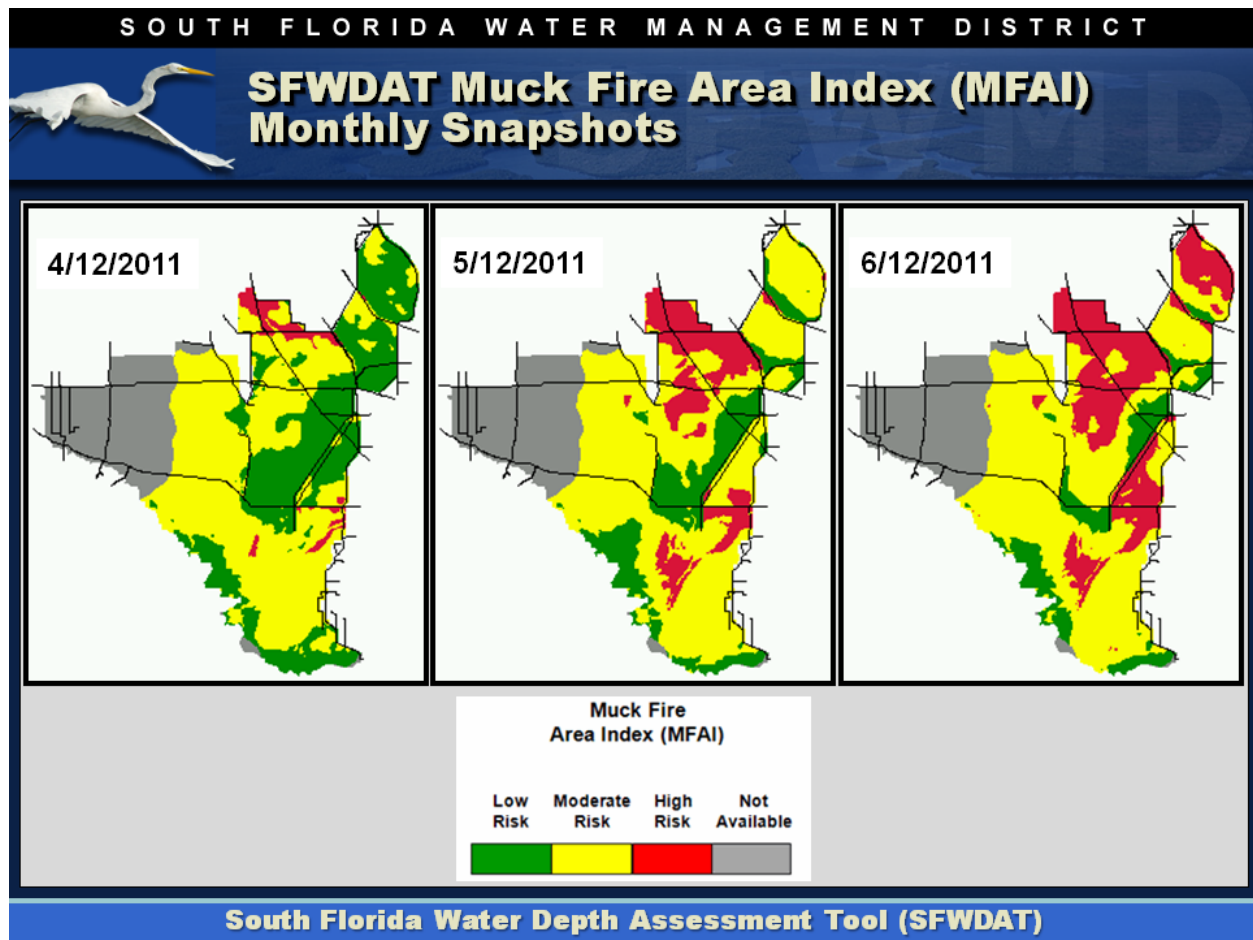 SOUTH FLORIDA WATER MANAGEMENT DISTRICT
SFWDAT Muck Fire Area Index (MFAI)
Monthly Snapshots
SFWMD
4/12/2011
5/12/2011
6/12/2011
Muck Fire
Area Index (MFAI)
Low Risk
Moderate Risk
High Risk
Not Available
South Florida Water Depth Assessment Tool (SFWDAT)